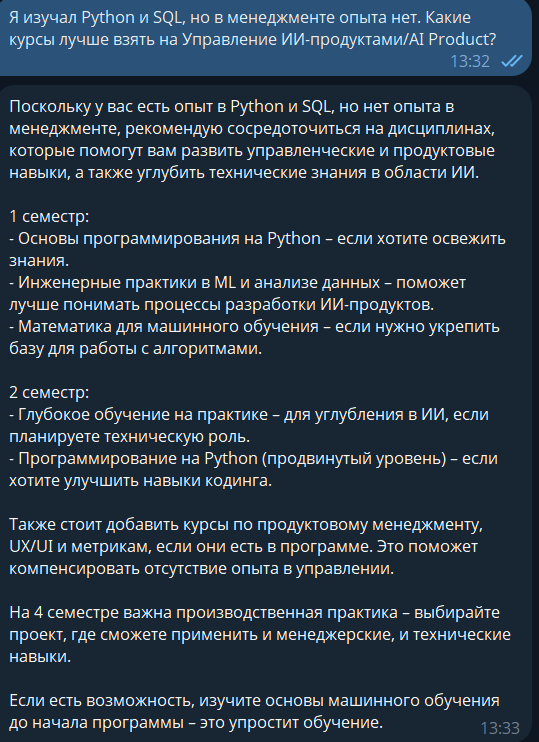 Я изучал Python и SQL, но в менеджменте опыта нет. Какие
курсы лучше взять на Управление ИИ-продуктами/AI Product?
13:32
Поскольку у вас есть опыт в Python и SQL, но нет опыта в
менеджменте, рекомендую сосредоточиться на дисциплинах,
которые помогут вам развить управленческие и продуктовые
навыки, а также углубить технические знания в области ИИ.
1 семестр:
- Основы программирования на Python – если хотите освежить
знания.
- Инженерные практики в ML и анализе данных – поможет
лучше понимать процессы разработки ИИ-продуктов.
- Математика для машинного обучения – если нужно укрепить
базу для работы с алгоритмами.
2 семестр:
- Глубокое обучение на практике – для углубления в ИИ, если
планируете техническую роль.
- Программирование на Python (продвинутый уровень) – если
хотите улучшить навыки кодинга.
Также стоит добавить курсы по продуктовому менеджменту,
UX/UI и метрикам, если они есть в программе. Это поможет
компенсировать отсутствие опыта в управлении.
На 4 семестре важна производственная практика – выбирайте
проект, где сможете применить и менеджерские, и технические
навыки.
Если есть возможность, изучите основы машинного обучения
до начала программы – это упростит обучение.
13:33